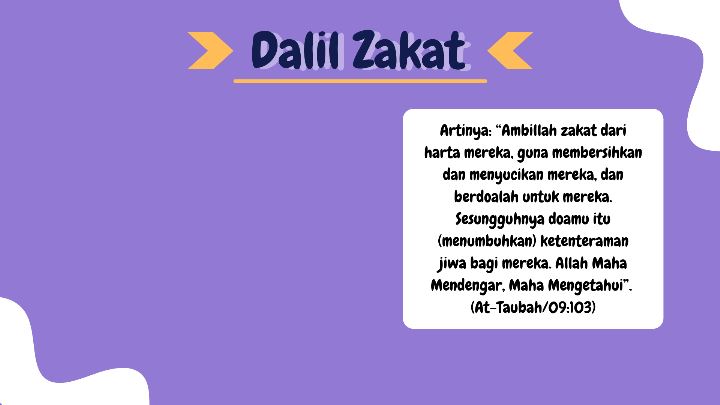 Dalil Zakat
Artinya: “Ambillah zakat dari
harta mereka, guna membersihkan
dan menyucikan mereka, dan
berdoalah untuk mereka.
Sesungguhnya doamu itu
(menumbuhkan) ketenteraman
jiwa bagi mereka. Allah Maha
Mendengar, Maha Mengetahui”.
(At-Taubah/09:103)